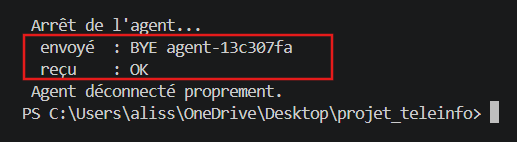 Arrêt de l'agent...
envoyé : BYE agent-13c307fa
reçu : OK
Agent déconnecté proprement.
PS C:\Users\aliss\OneDrive\Desktop\projet_teleinfo>